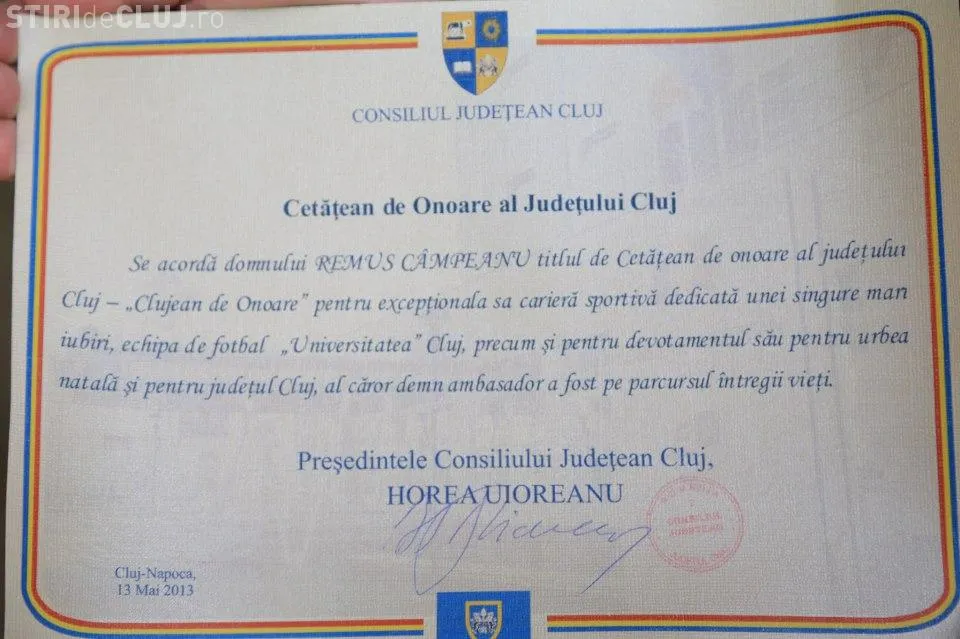 STIRIdeCLUJ.ro
CONSILIUL JUDEȚEAN CLUJ
Cetățean de Onoare al Județului Cluj
Se acordă domnului REMUS CÂMPEANU titlul de Cetățean de onoare al județului
Cluj – „Clujean de Onoare” pentru excepționala sa carieră sportivă dedicată unei singure mari
iubiri, echipa de fotbal „Universitatea” Cluj, precum și pentru devotamentul său pentru urbea
natală și pentru județul Cluj, al căror demn ambasador a fost pe parcursul întregii vieți.
Președintele Consiliului Județean Cluj,
HOREA UIOREANU
CONSILIUL
JUDEȚEAN
Cluj-Napoca,
13 Mai 2013